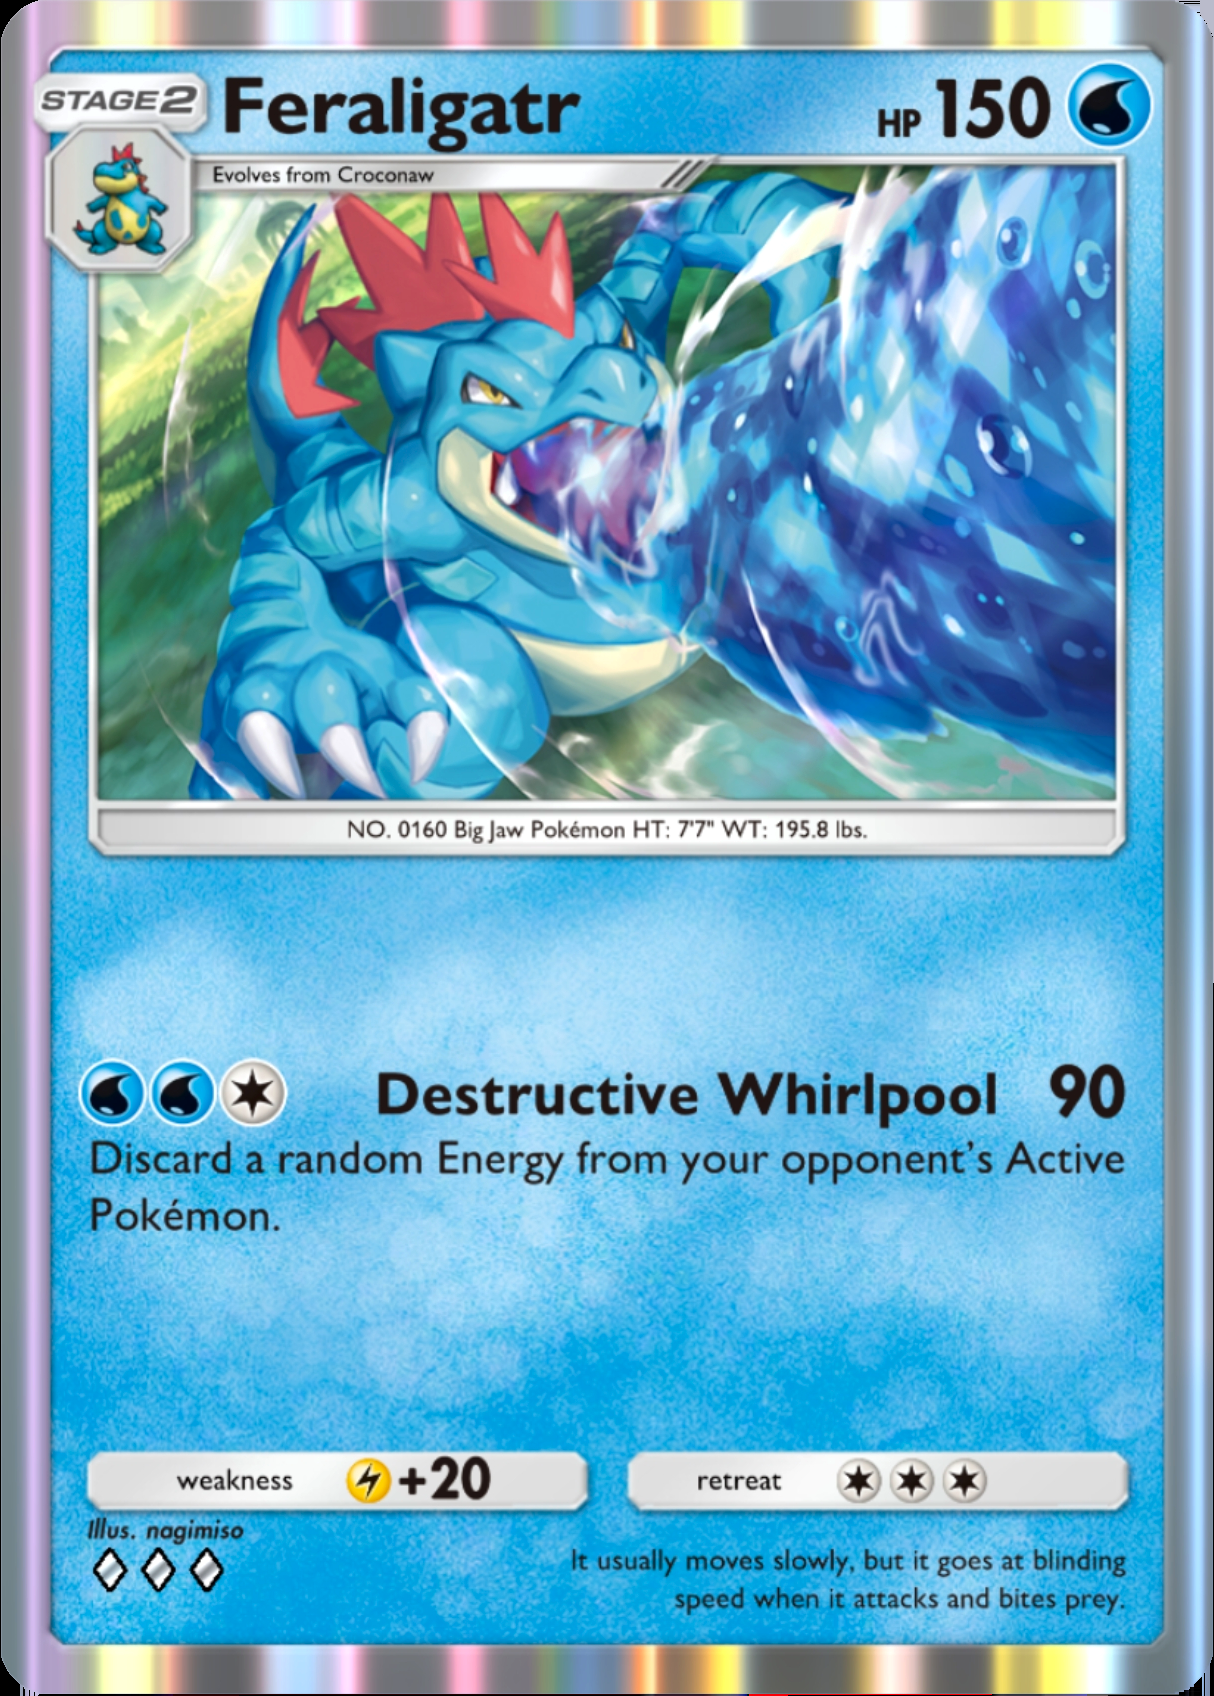 STAGE2
Feraligatr
HP 150
Evolves from Croconaw
NO. 0160 Big Jaw Pokémon HT: 7'7" WT: 195.8 lbs.
Destructive Whirlpool 90
Discard a random Energy from your opponent's Active
Pokémon.
weakness +20
retreat
Illus. nagimiso
It usually moves slowly, but it goes at blinding
speed when it attacks and bites prey.